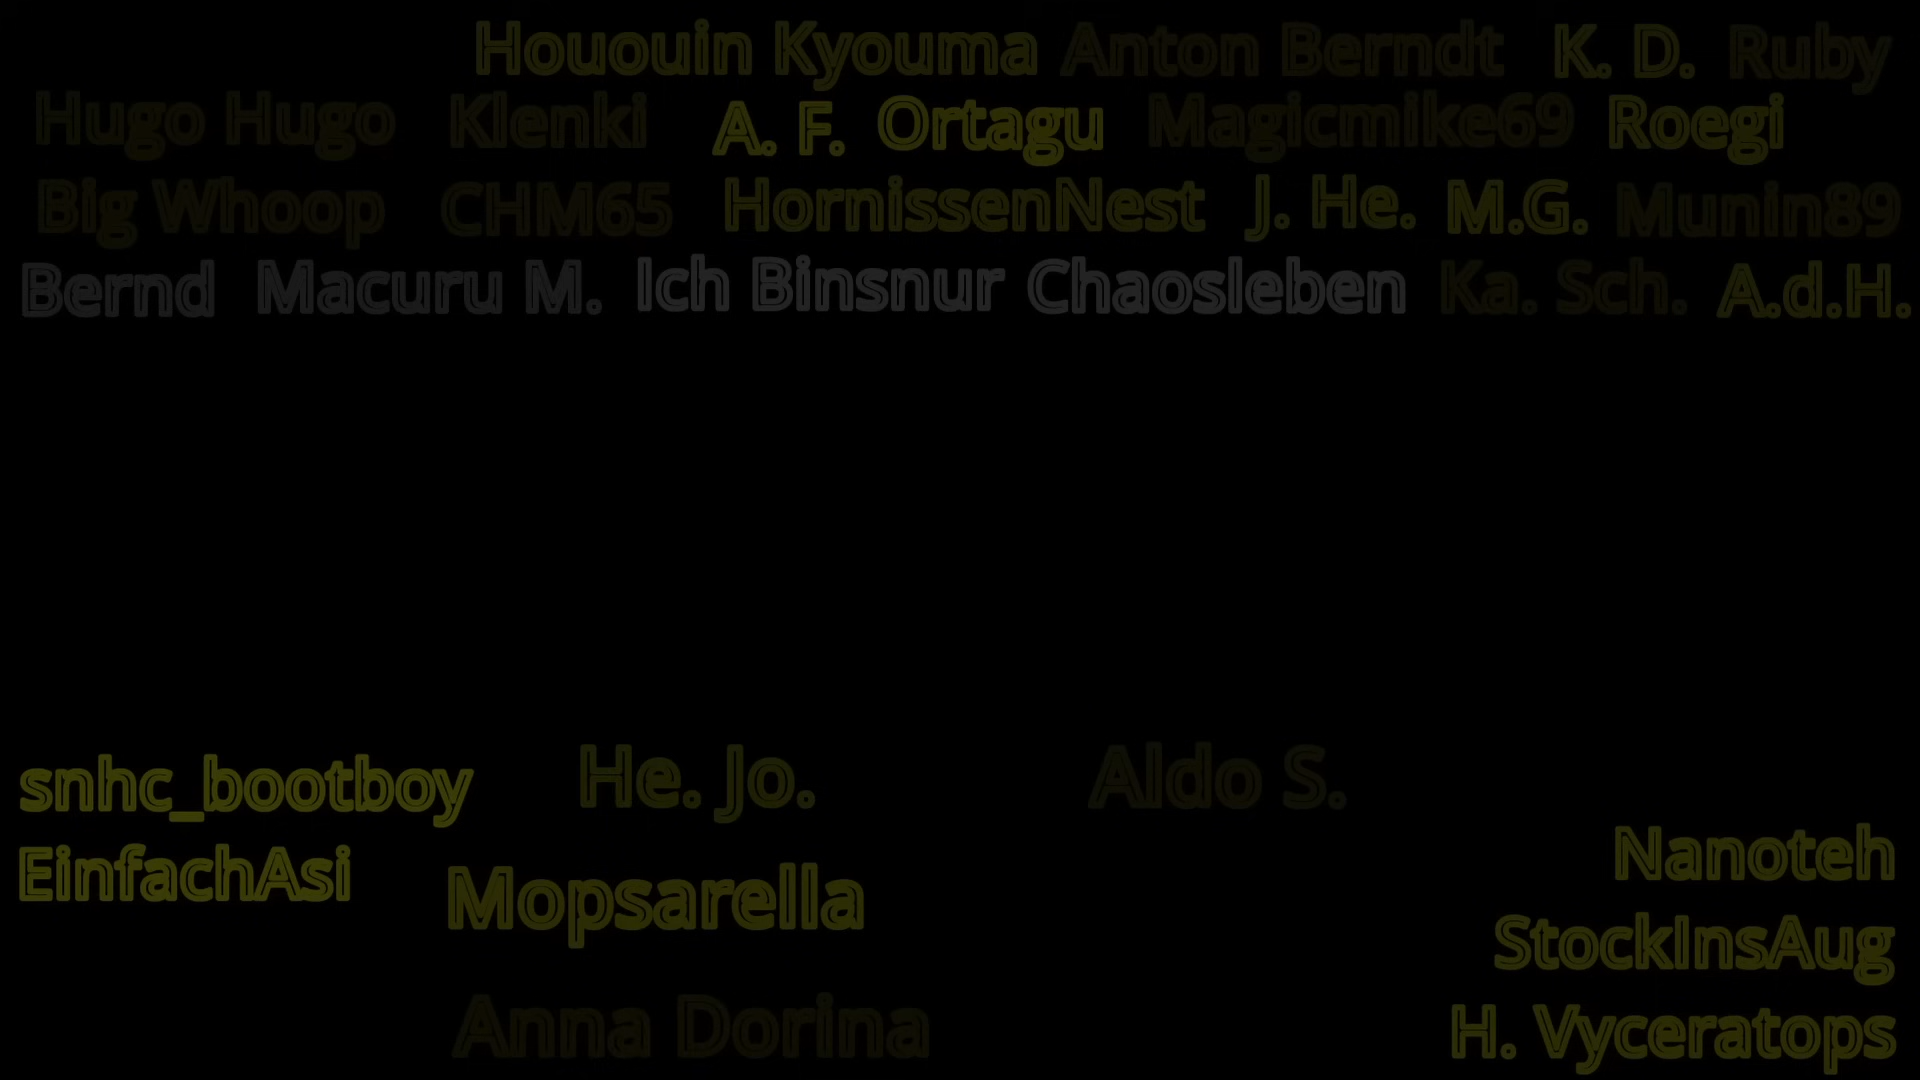 Hououin Kyouma Anton Berndt K. D. Ruby
Hugo Hugo Klenki A. F. Ortagu Magicmike69 Roegi
Big Whoop CHM65 HornissenNest J. He. M.G. Munin89
Bernd Macuru M. Ich Binsnur Chaosleben Ka. Sch. A.d.H.
snhc_bootboy He. Jo. Aldo S.
EinfachAsi Mopsarella Nanoteh
StockInsAug
Anna Dorina H. Vyceratops